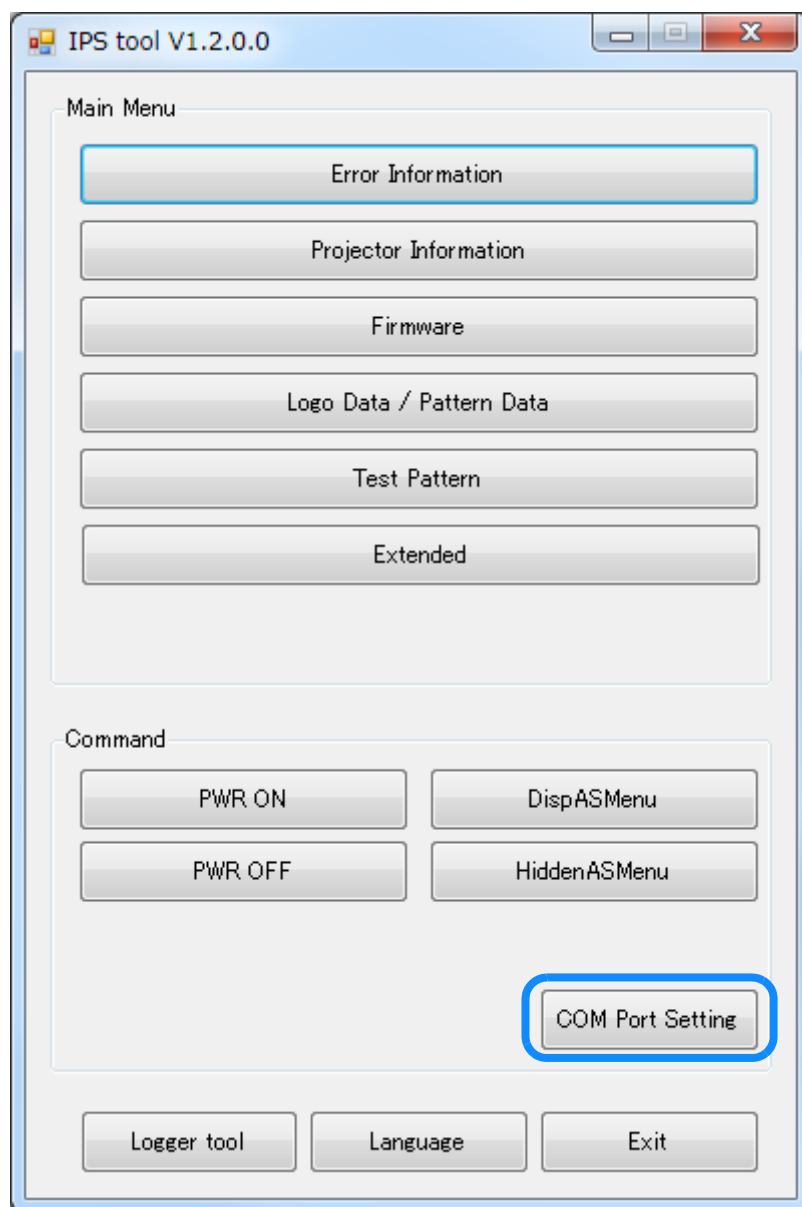 IPS tool V1.2.0.0
Main Menu
Error Information
Projector Information
Firmware
Logo Data / Pattern Data
Test Pattern
Extended
Command
PWR ON
DispASMenu
PWR OFF
HiddenASMenu
COM Port Setting
Logger tool
Language
Exit